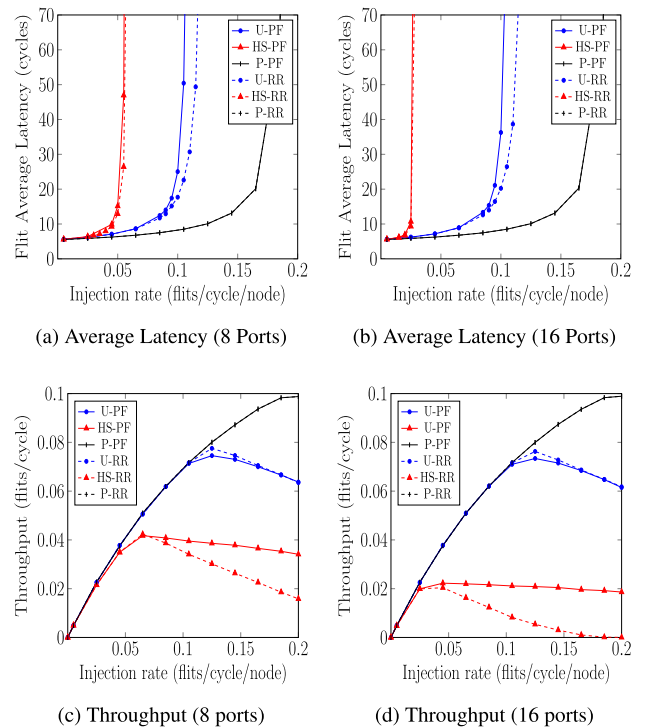 70
60
50
40
30
20
10
0
0.05
0.1
0.15
0.2
Injection rate (flits/cycle/node)
Flit Average Latency (cycles)
U-PF
HS-PF
P-PF
U-RR
HS-RR
P-RR
(a) Average Latency (8 Ports)
70
60
50
40
30
20
10
0
0.05
0.1
0.15
0.2
Injection rate (flits/cycle/node)
Flit Average Latency (cycles)
U-PF
HS-PF
P-PF
U-RR
HS-RR
P-RR
(b) Average Latency (16 Ports)
0.1
0.08
0.06
0.04
0.02
0
0.05
0.1
0.15
0.2
Injection rate (flits/cycle/node)
Throughput (flits/cycle)
U-PF
HS-PF
P-PF
U-RR
HS-RR
P-RR
(c) Throughput (8 ports)
0.1
0.08
0.06
0.04
0.02
0
0.05
0.1
0.15
0.2
Injection rate (flits/cycle/node)
Throughput (flits/cycle)
U-PF
HS-PF
P-PF
U-RR
HS-RR
P-RR
(d) Throughput (16 ports)